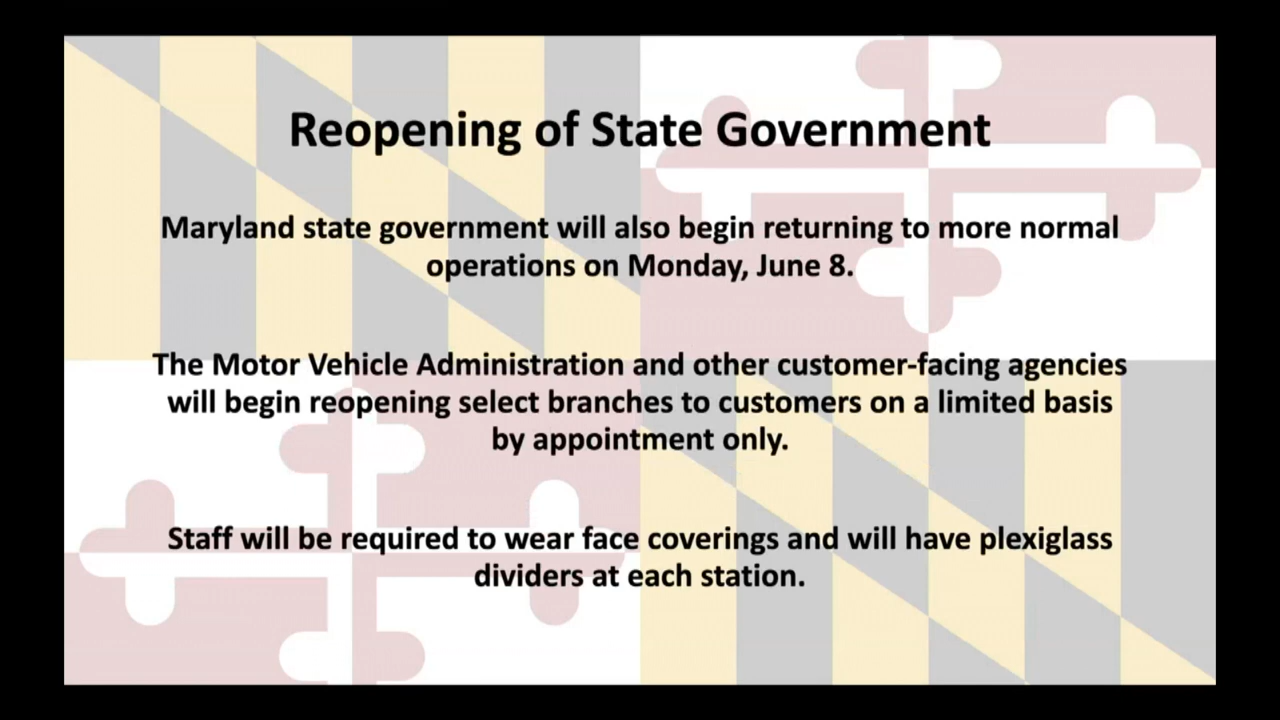 Reopening of State Government
Maryland state government will also begin returning to more normal
operations on Monday, June 8.
The Motor Vehicle Administration and other customer-facing agencies
will begin reopening select branches to customers on a limited basis
by appointment only.
Staff will be required to wear face coverings and will have plexiglass
dividers at each station.